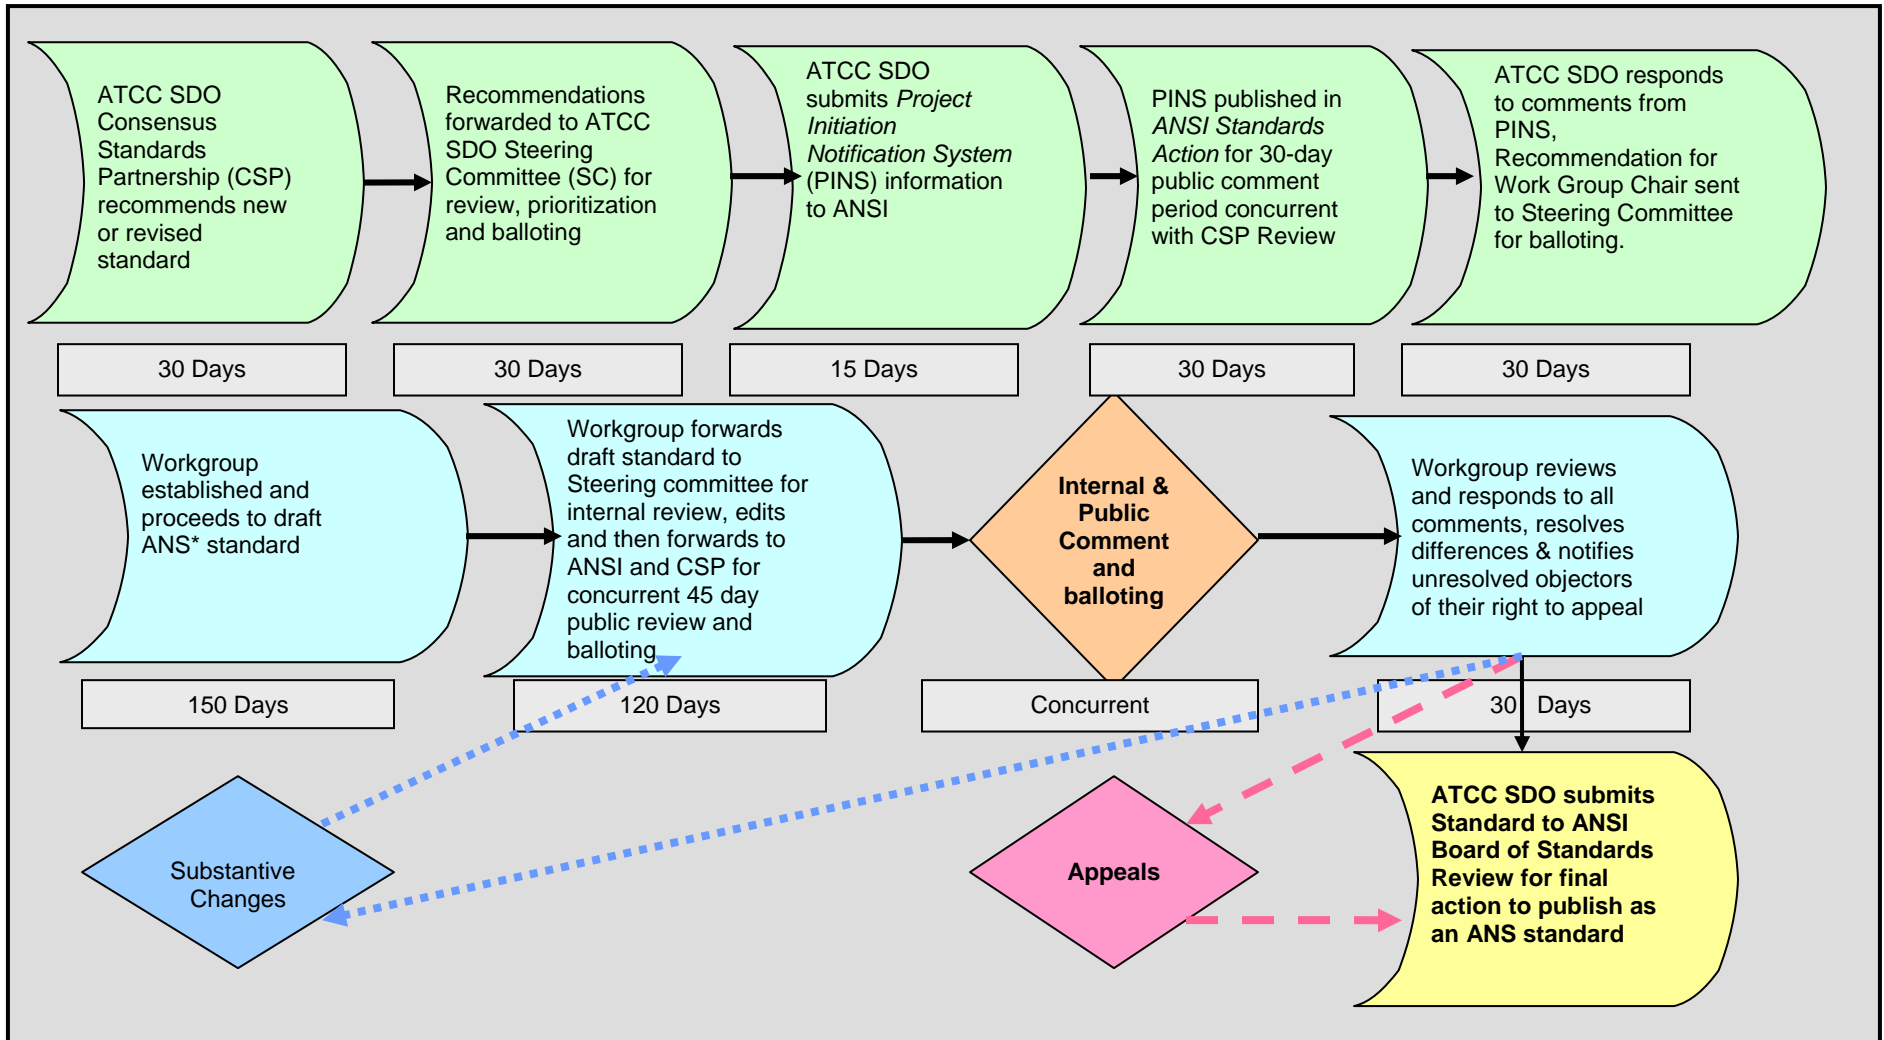 ATCC SDO
Consensus
Standards
Partnership (CSP)
recommends new
or revised
standard
Recommendations
forwarded to ATCC
SDO Steering
Committee (SC) for
review, prioritization
and balloting
ATCC SDO
submits Project
Initiation
Notification System
(PINS) information
to ANSI
PINS published in
ANSI Standards
Action for 30-day
public comment
period concurrent
with CSP Review
ATCC SDO responds
to comments from
PINS,
Recommendation for
Work Group Chair sent
to Steering Committee
for balloting.
30 Days
30 Days
15 Days
30 Days
30 Days
Workgroup
established and
proceeds to draft
ANS* standard
Workgroup forwards
draft standard to
Steering committee for
internal review, edits
and then forwards to
ANSI and CSP for
concurrent 45 day
public review and
balloting
Internal &
Public
Comment
and
balloting
Workgroup reviews
and responds to all
comments, resolves
differences & notifies
unresolved objectors
of their right to appeal
150 Days
120 Days
Concurrent
30 Days
Substantive
Changes
Appeals
ATCC SDO submits
Standard to ANSI
Board of Standards
Review for final
action to publish as
an ANS standard